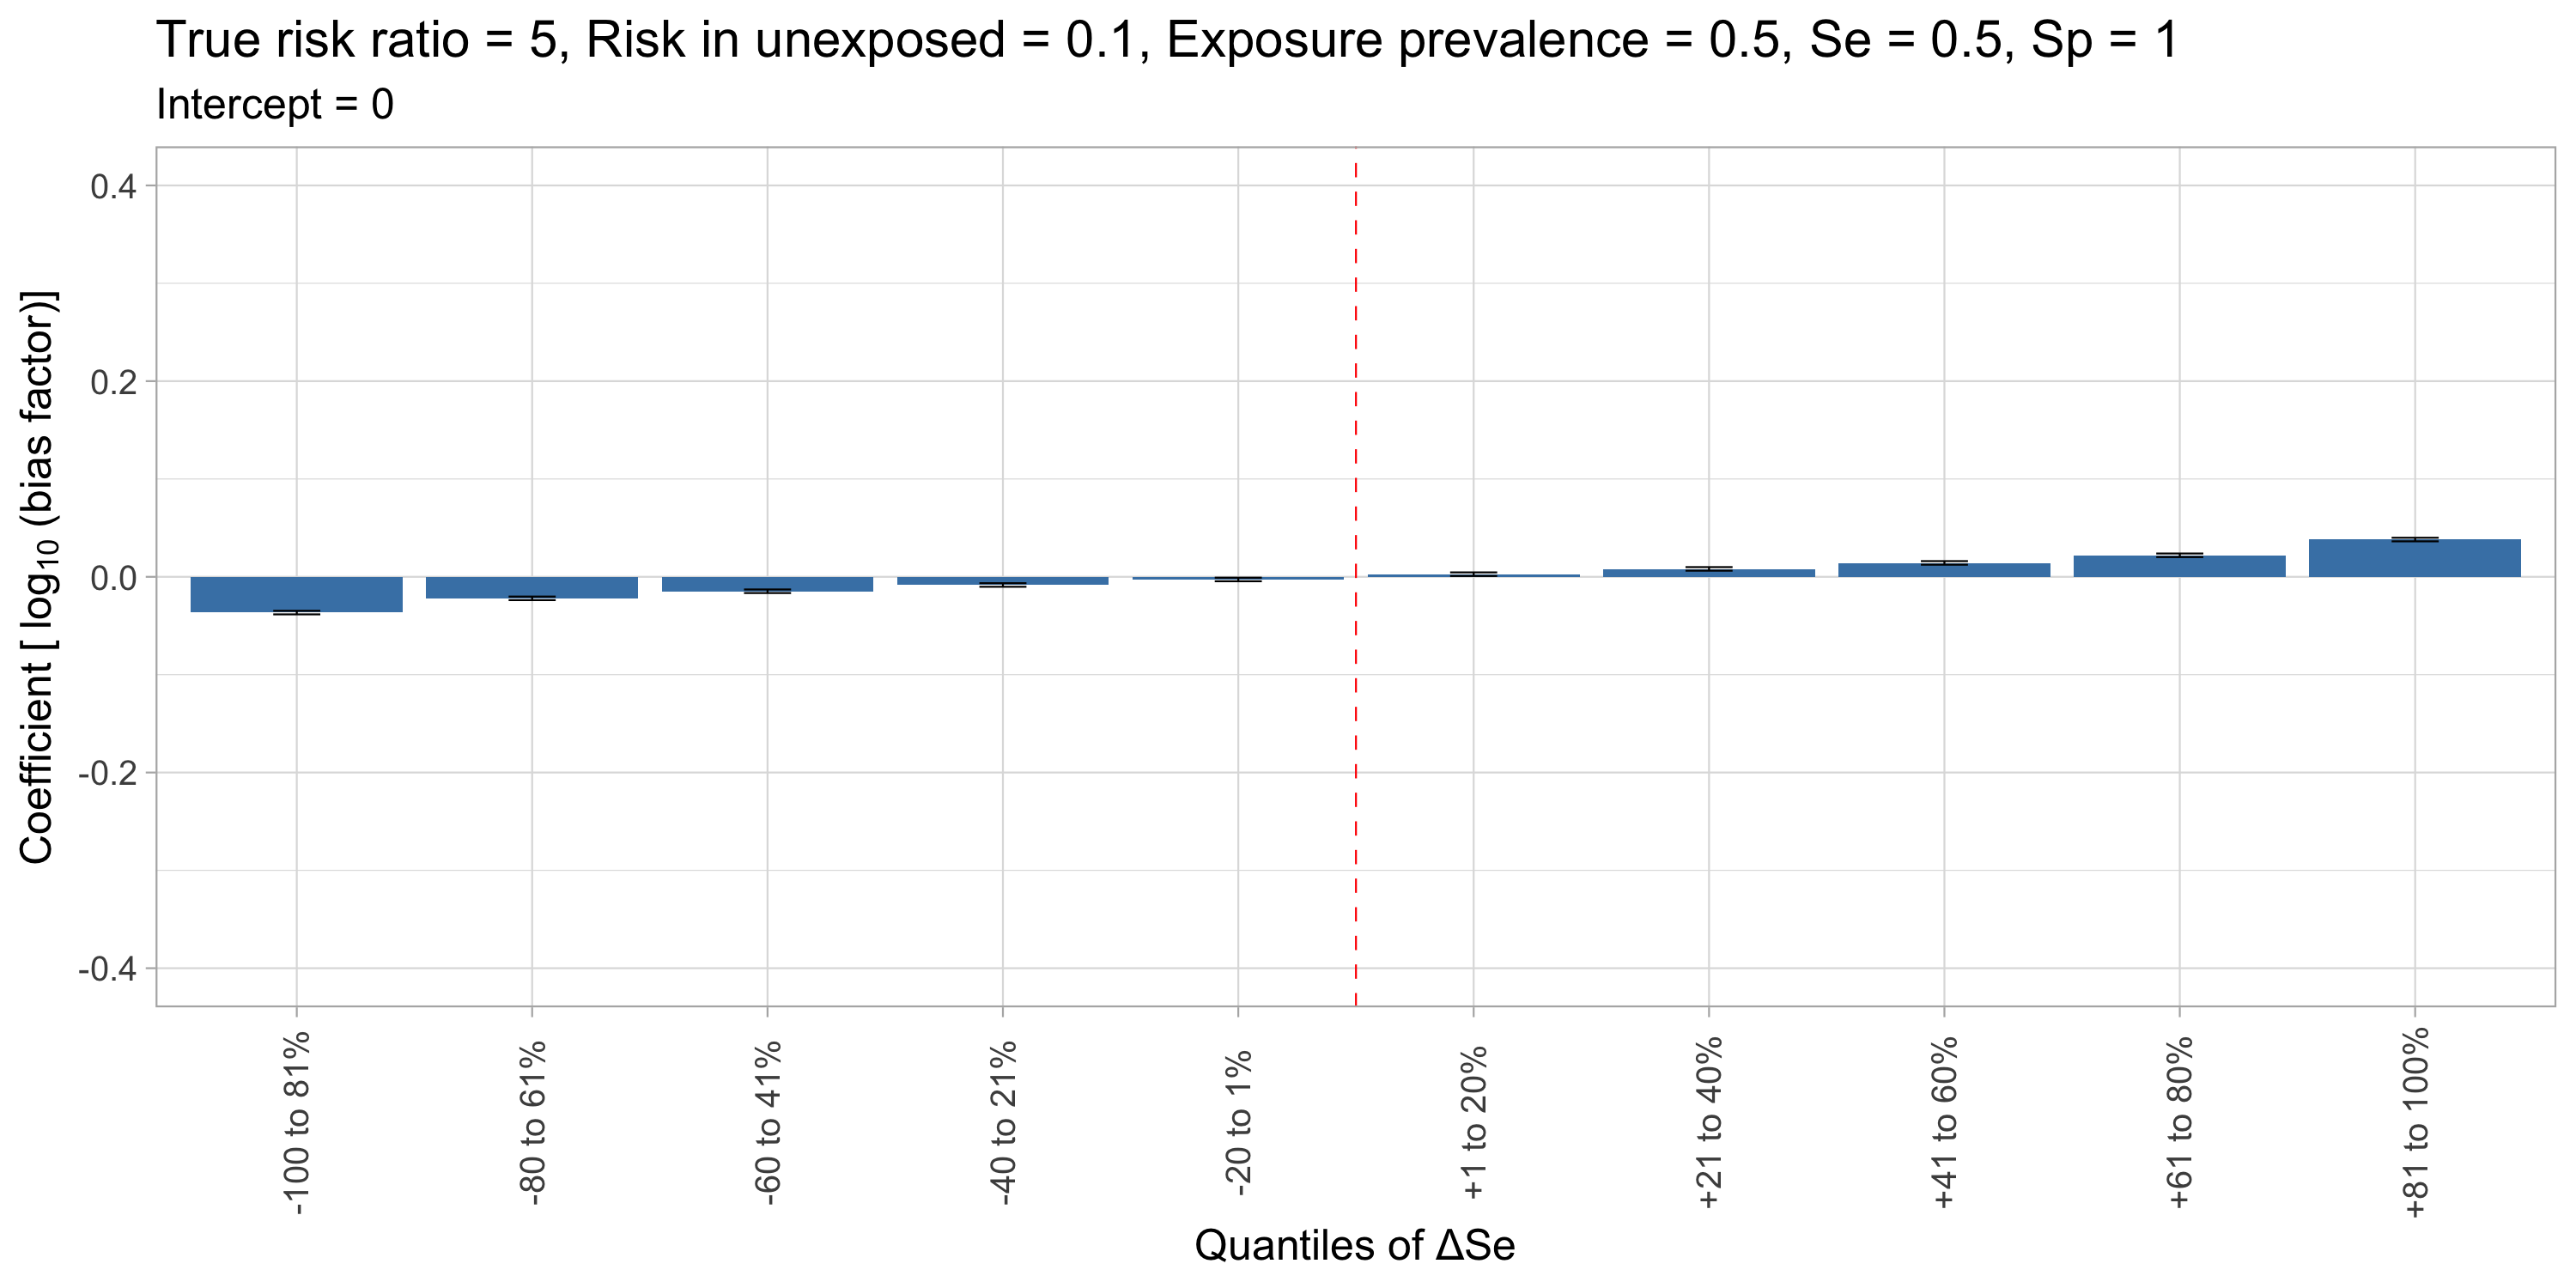 True risk ratio = 5, Risk in unexposed = 0.1, Exposure prevalence = 0.5, Se = 0.5, Sp = 1
Intercept = 0
Coefficient [ log₁₀ (bias factor)]
0.4
0.2
0.0
-0.2
-0.4
-100 to 81%
-80 to 61%
-60 to 41%
-40 to 21%
-20 to 1%
+1 to 20%
+21 to 40%
+41 to 60%
+61 to 80%
+81 to 100%
Quantiles of ΔSe